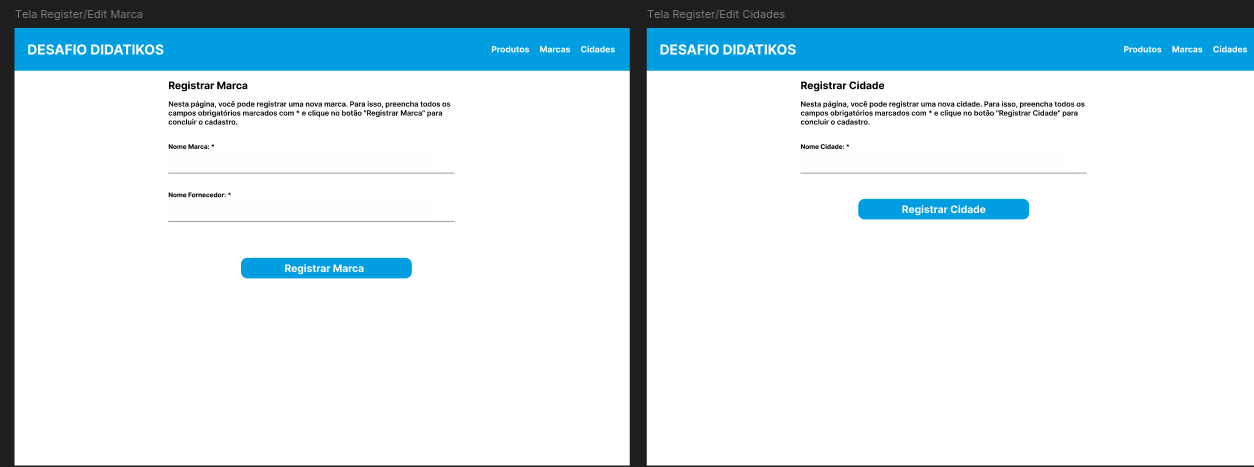 Tela Register/Edit Marca
DESAFIO DIDATIKOS
Produtos Marcas Cidades
Registrar Marca
Nesta página, você pode registrar uma nova marca. Para isso, preencha todos os
campos obrigatórios marcados com * e clique no botão "Registrar Marca" para
concluir o cadastro.
Nome Marca: *
Nome Fornecedor: *
Registrar Marca
Tela Register/Edit Cidades
DESAFIO DIDATIKOS
Produtos Marcas Cidades
Registrar Cidade
Nesta página, você pode registrar uma nova cidade. Para isso, preencha todos os
campos obrigatórios marcados com * e clique no botão "Registrar Cidade" para
concluir o cadastro.
Nome Cidade: *
Registrar Cidade